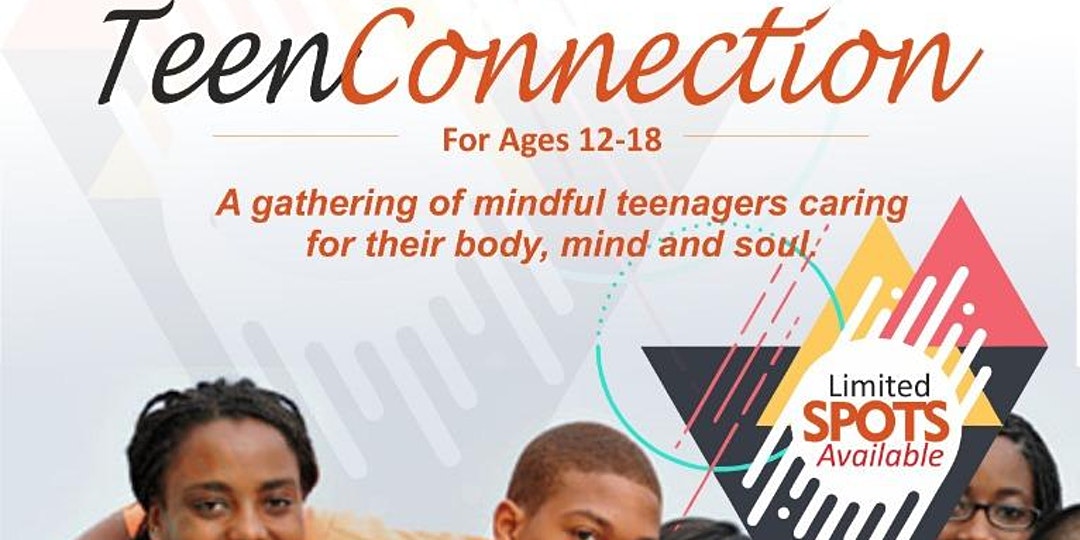 TeenConnection
For Ages 12-18
A gathering of mindful teenagers caring
for their body, mind and soul.
Limited
SPOTS
Available